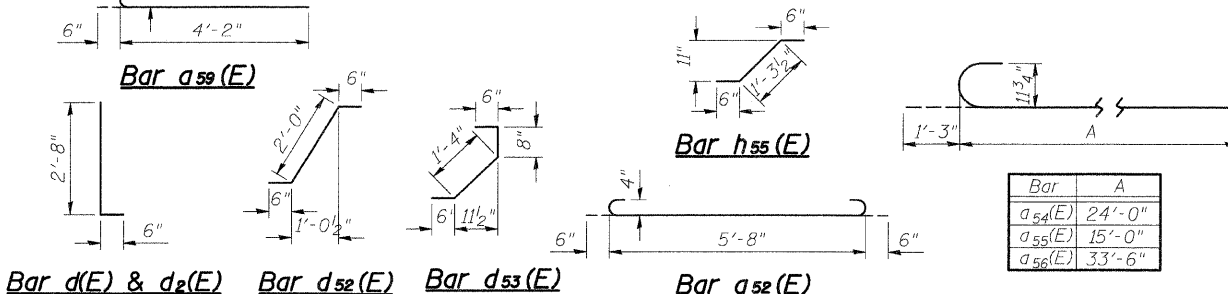 6"
4'-2"
Bar a59(E)
6"
11"
1'-3½"
6"
Bar h55(E)
11¾"
1'-3"
A
2'-8"
6"
Bar d(E) & d2(E)
6"
2'-0"
6"
1'-0½"
Bar d52(E)
6"
8"
1'-4"
6"
11½"
Bar d53(E)
4"
6"
5'-8"
6"
Bar a52(E)
Bar A
a54(E) 24'-0"
a55(E) 15'-0"
a56(E) 33'-6"